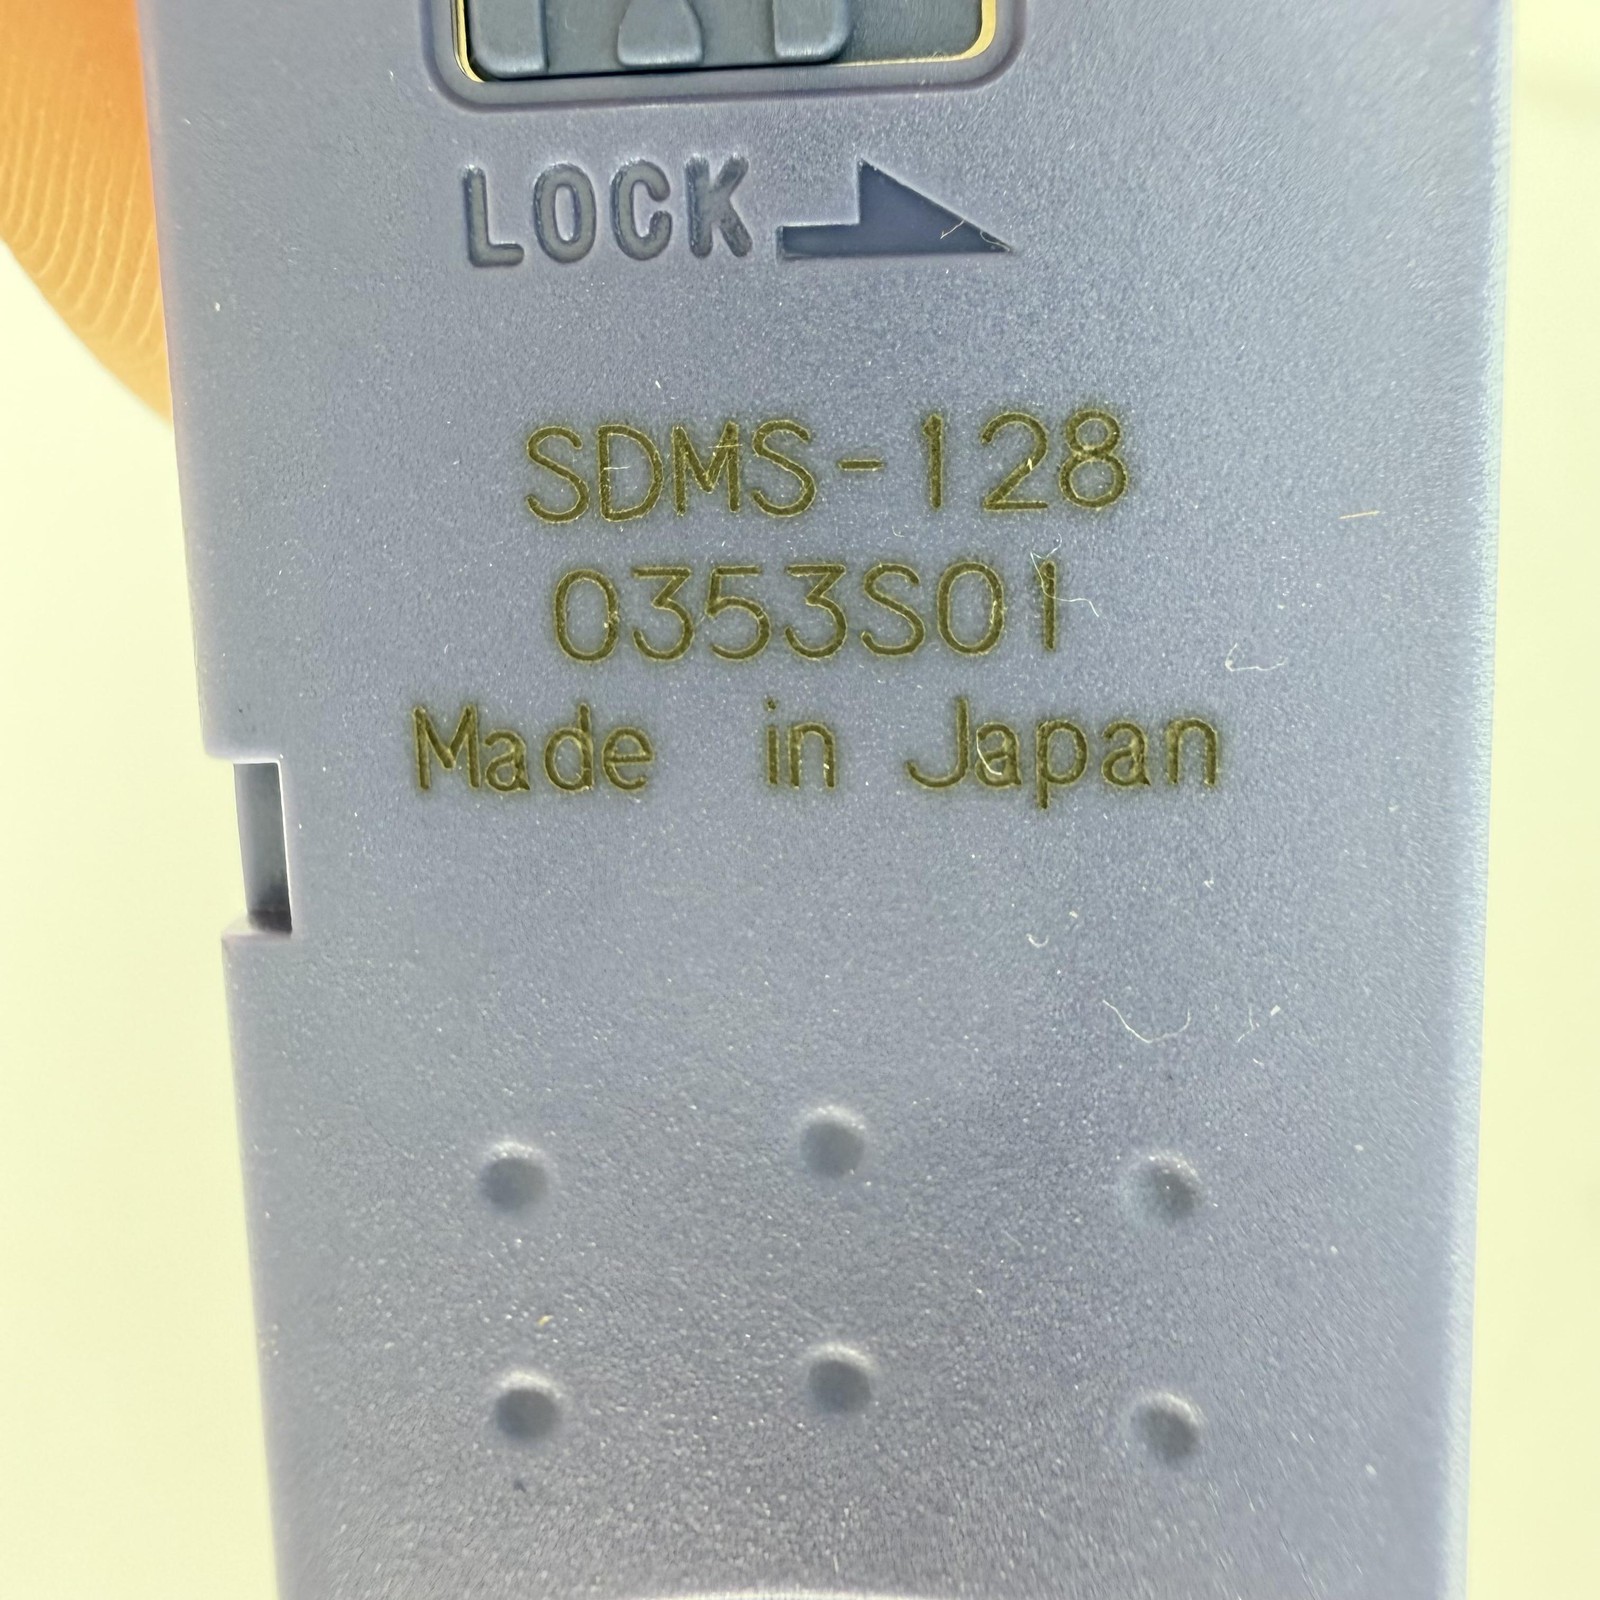 LOCK
SDMS-128
0353S01
Made in Japan